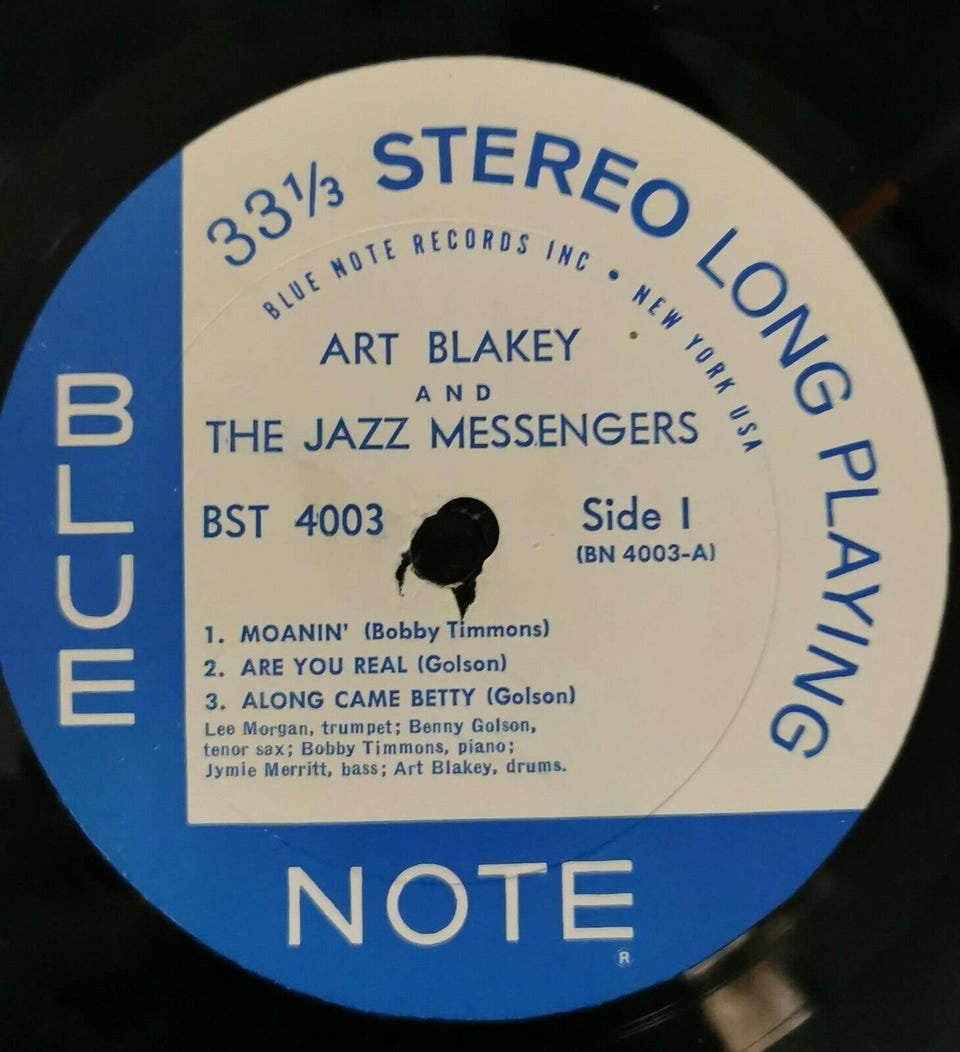 33⅓ STEREO LONG PLAYING
BLUE NOTE RECORDS INC • NEW YORK USA
ART BLAKEY
AND
THE JAZZ MESSENGERS
BST 4003
Side 1
(BN 4003-A)
1. MOANIN' (Bobby Timmons)
2. ARE YOU REAL (Golson)
3. ALONG CAME BETTY (Golson)
Lee Morgan, trumpet; Benny Golson,
tenor sax; Bobby Timmons, piano;
Jymie Merritt, bass; Art Blakey, drums.
BLUE
NOTE
®